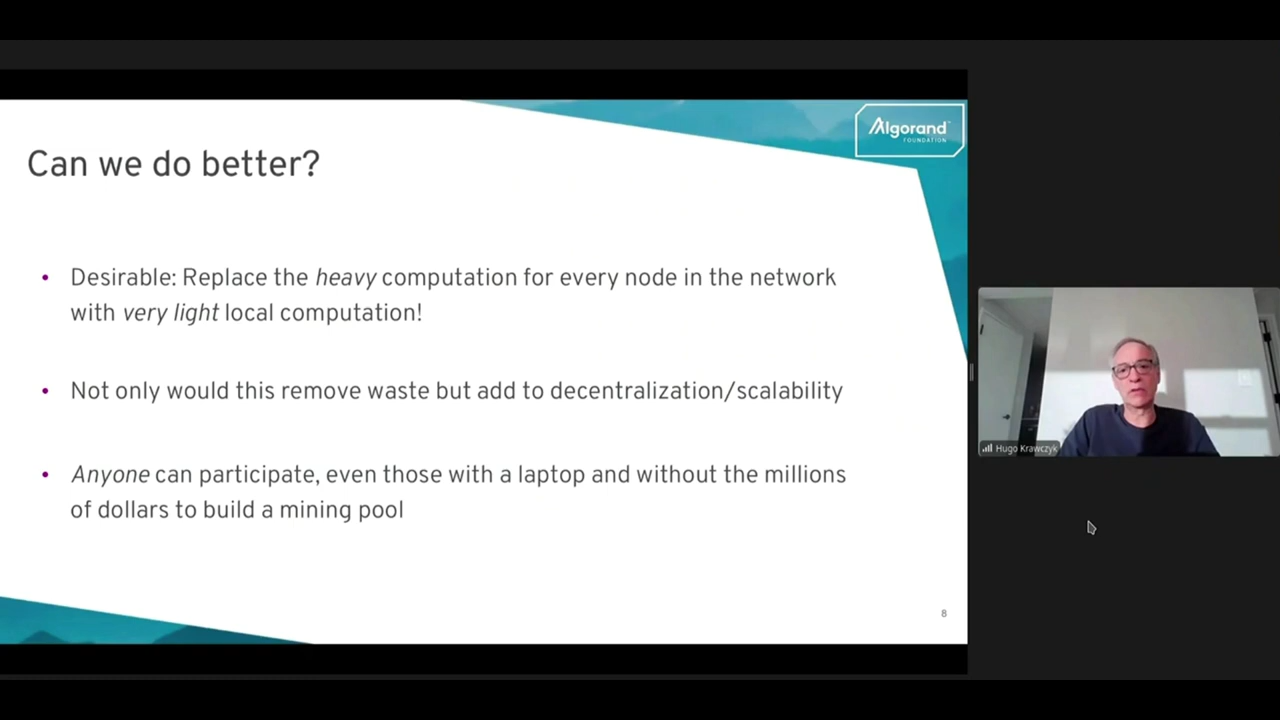 Algorand
FOUNDATION
Can we do better?
• Desirable: Replace the heavy computation for every node in the network
with very light local computation!
• Not only would this remove waste but add to decentralization/scalability
• Anyone can participate, even those with a laptop and without the millions
of dollars to build a mining pool
8
Hugo Krawczyk